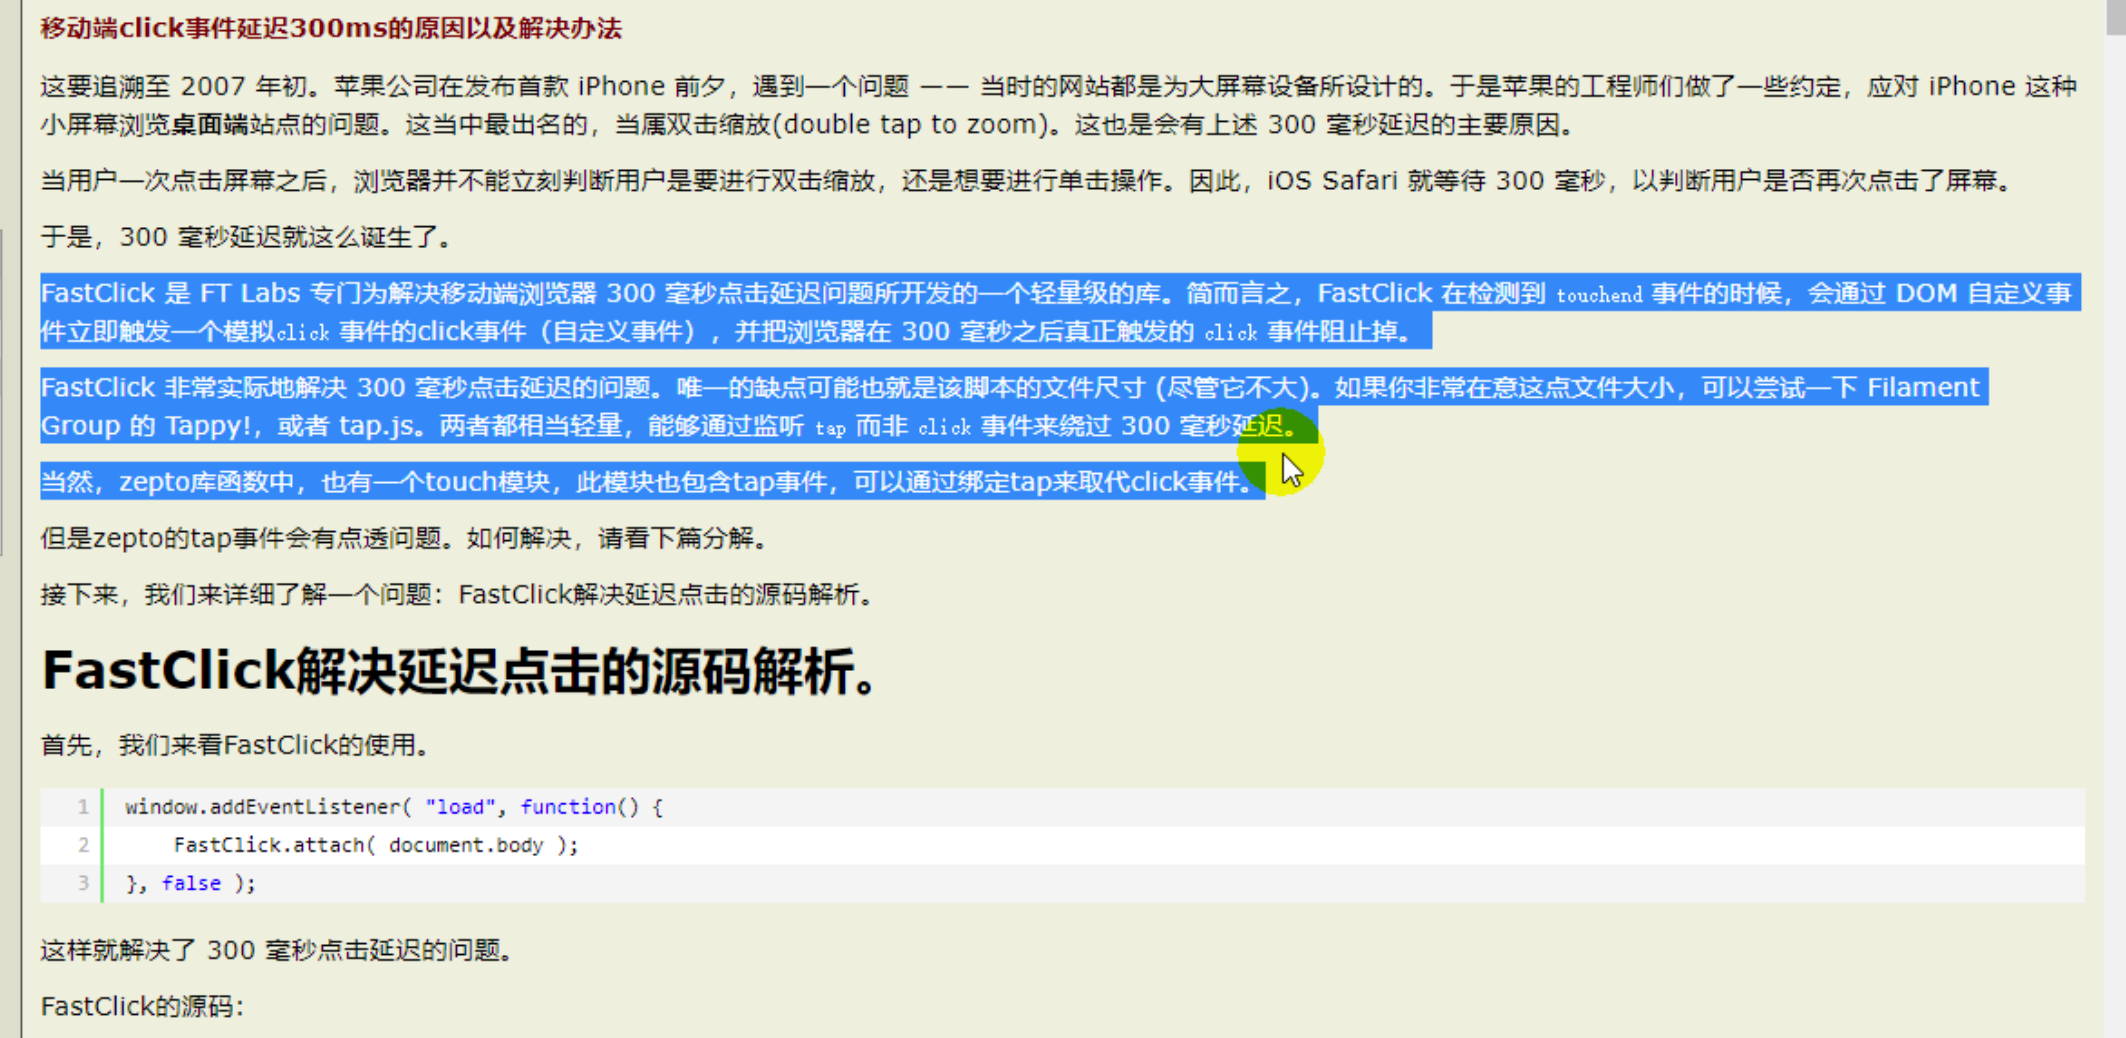 移动端click事件延迟300ms的原因以及解决办法
这要追溯至 2007 年初。苹果公司在发布首款 iPhone 前夕，遇到一个问题 —— 当时的网站都是为大屏幕设备所设计的。于是苹果的工程师们做了一些约定，应对 iPhone 这种
小屏幕浏览桌面端站点的问题。这当中最出名的，当属双击缩放(double tap to zoom)。这也是会有上述 300 毫秒延迟的主要原因。
当用户一次点击屏幕之后，浏览器并不能立刻判断用户是要进行双击缩放，还是想要进行单击操作。因此，iOS Safari 就等待 300 毫秒，以判断用户是否再次点击了屏幕。
于是，300 毫秒延迟就这么诞生了。
FastClick 是 FT Labs 专门为解决移动端浏览器 300 毫秒点击延迟问题所开发的一个轻量级的库。简而言之，FastClick 在检测到 touchend 事件的时候，会通过 DOM 自定义事
件立即触发一个模拟click 事件的click事件（自定义事件），并把浏览器在 300 毫秒之后真正触发的 click 事件阻止掉。
FastClick 非常实际地解决 300 毫秒点击延迟的问题。唯一的缺点可能也就是该脚本的文件尺寸 (尽管它不大)。如果你非常在意这点文件大小，可以尝试一下 Filament
Group 的 Tappy!，或者 tap.js。两者都相当轻量，能够通过监听 tap 而非 click 事件来绕过 300 毫秒延迟。
当然，zepto库函数中，也有一个touch模块，此模块也包含tap事件，可以通过绑定tap来取代click事件。
但是zepto的tap事件会有点透问题。如何解决，请看下篇分解。
接下来，我们来详细了解一个问题：FastClick解决延迟点击的源码解析。
FastClick解决延迟点击的源码解析。
首先，我们来看FastClick的使用。
1 window.addEventListener( "load", function() {
2 FastClick.attach( document.body );
3 }, false );
这样就解决了 300 毫秒点击延迟的问题。
FastClick的源码：